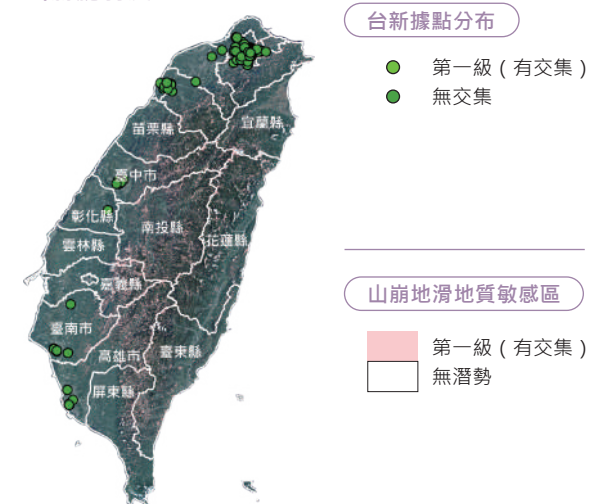 台新據點分布
第一級(有交集)
無交集
山崩地滑地質敏感區
第一級(有交集)
無潛勢
宜蘭縣
苗栗縣
臺中市
彰化縣
南投縣
花蓮縣
雲林縣
嘉義縣
臺南市
高雄市
臺東縣
屏東縣